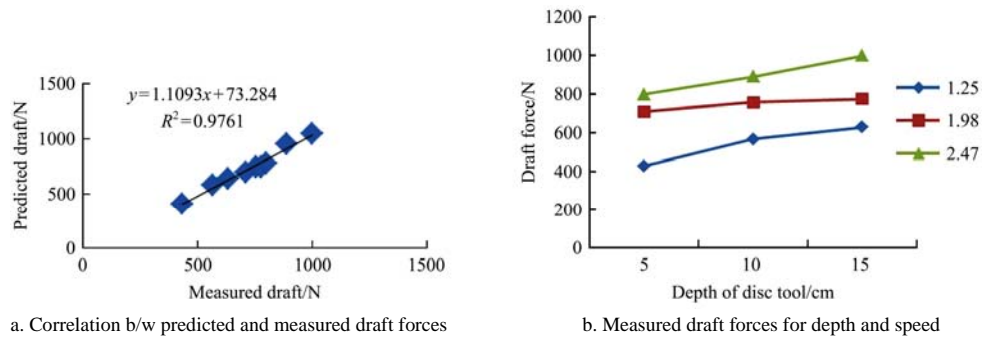 1500
1000
500
0
Predicted draft/N
y=1.1093x+73.284
R²=0.9761
0 500 1000 1500
Measured draft/N
a. Correlation b/w predicted and measured draft forces
1200
1000
800
600
400
200
0
Draft force/N
5 10 15
Depth of disc tool/cm
1.25
1.98
2.47
b. Measured draft forces for depth and speed